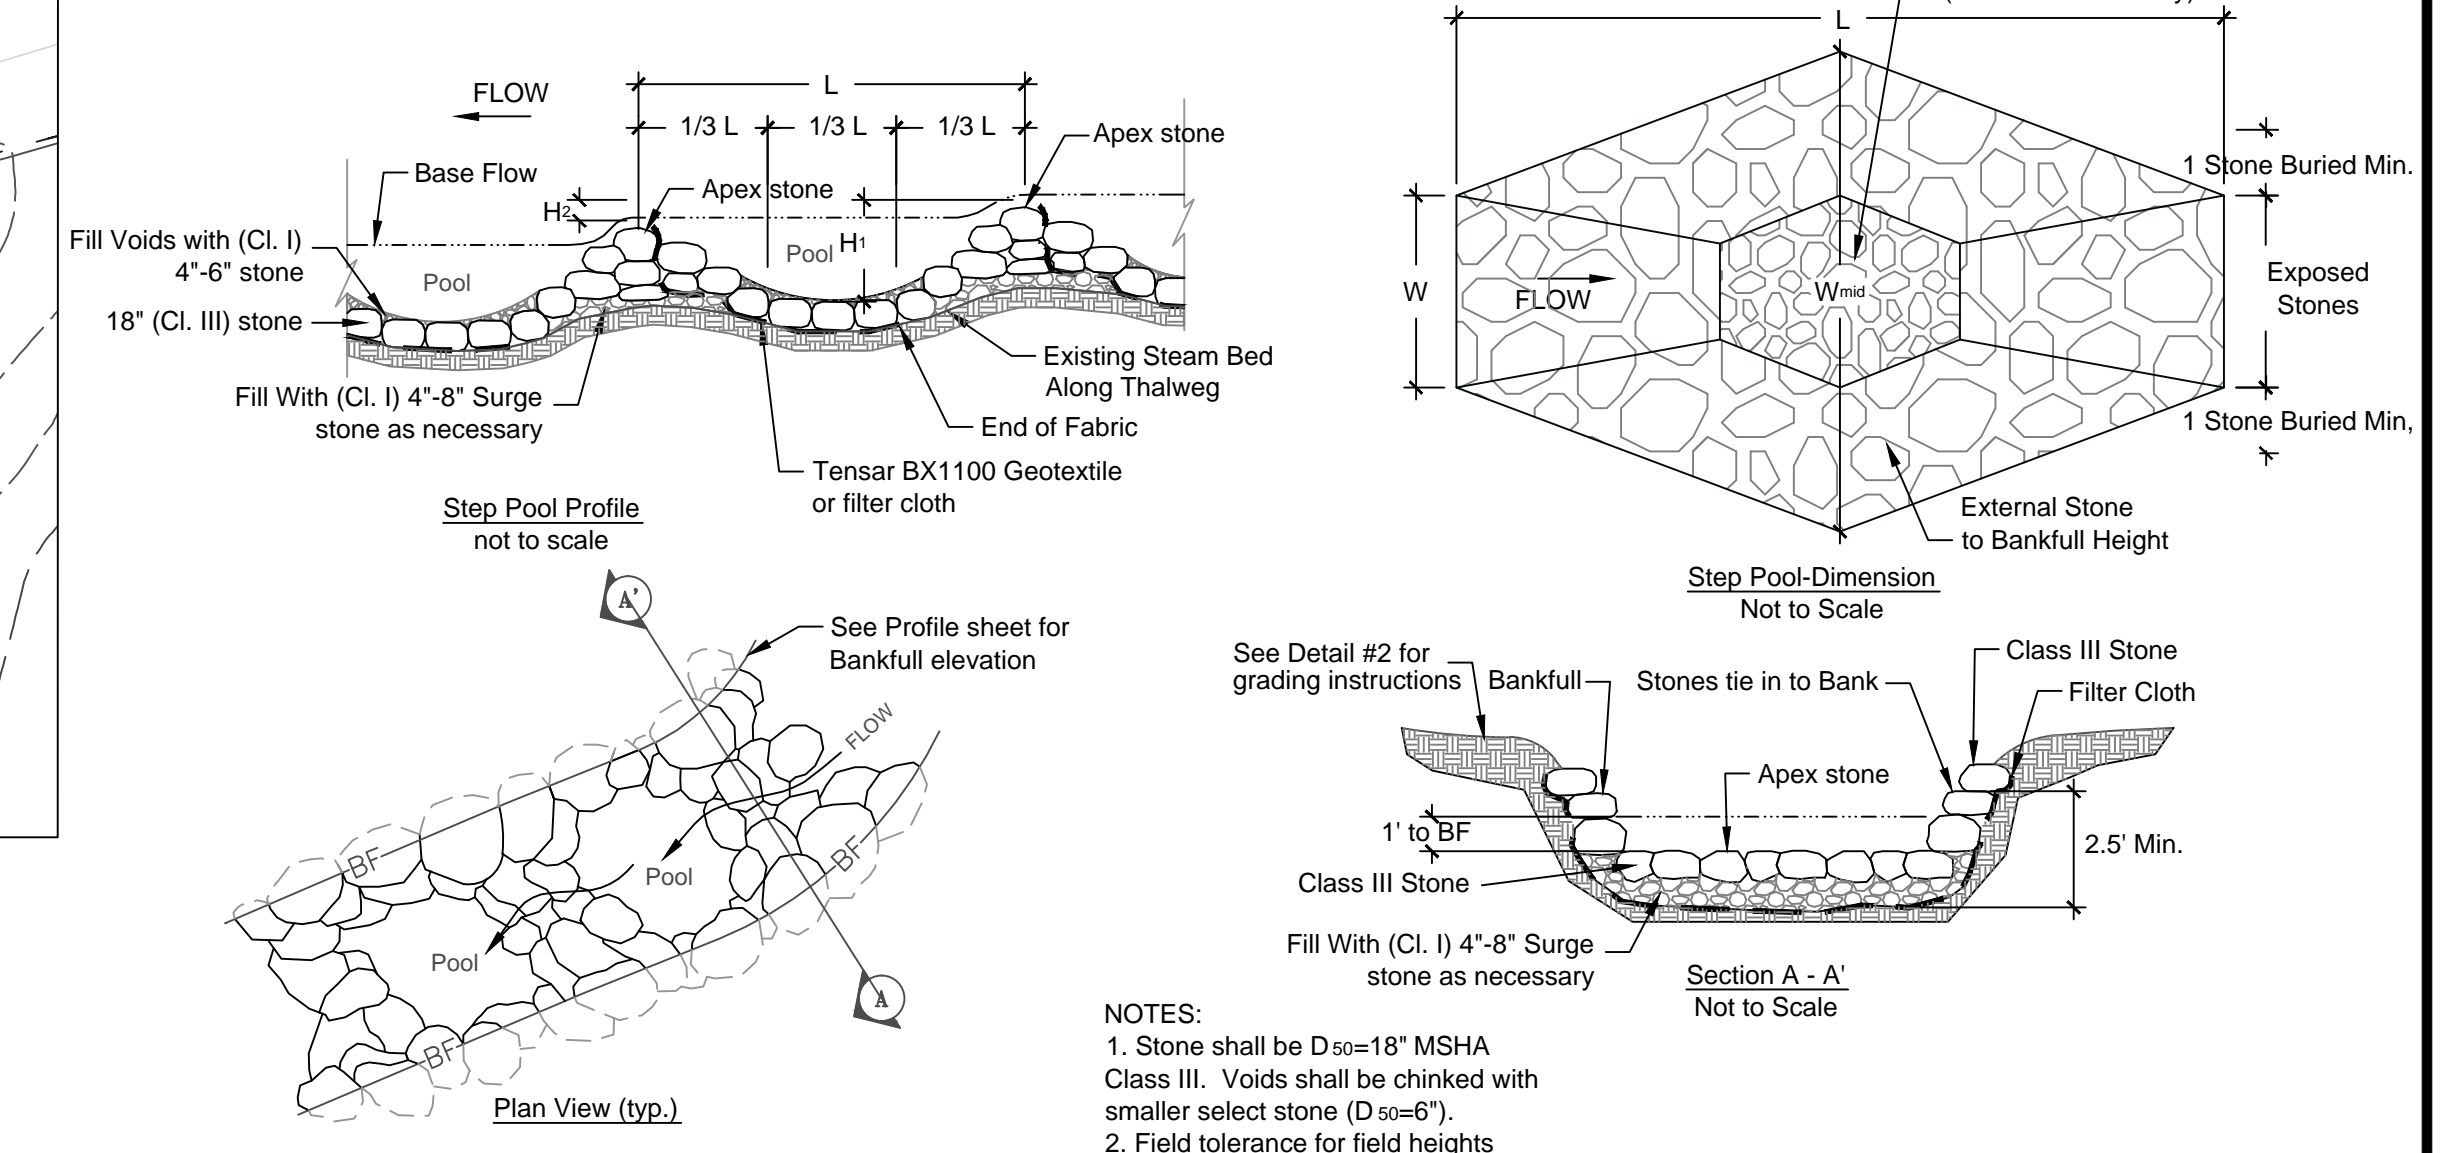 FLOW
L
1/3 L
1/3 L
1/3 L
Apex stone
Base Flow
Apex stone
H2
Fill Voids with (Cl. I)
4"-6" stone
Pool
Pool
H1
18" (Cl. III) stone
Existing Steam Bed
Along Thalweg
Fill With (Cl. I) 4"-8" Surge
stone as necessary
End of Fabric
Tensar BX1100 Geotextile
or filter cloth
Step Pool Profile
not to scale
L
1 Stone Buried Min.
W
FLOW
Wmid
Exposed
Stones
1 Stone Buried Min,
External Stone
to Bankfull Height
Step Pool-Dimension
Not to Scale
A'
See Profile sheet for
Bankfull elevation
FLOW
BF
BF
Pool
Pool
A
BF
Plan View (typ.)
See Detail #2 for
grading instructions
Bankfull
Stones tie in to Bank
Class III Stone
Filter Cloth
Apex stone
1' to BF
2.5' Min.
Class III Stone
Fill With (Cl. I) 4"-8" Surge
stone as necessary
Section A - A'
Not to Scale
NOTES:
1. Stone shall be D50=18" MSHA
Class III. Voids shall be chinked with
smaller select stone (D50=6").
2. Field tolerance for field heights